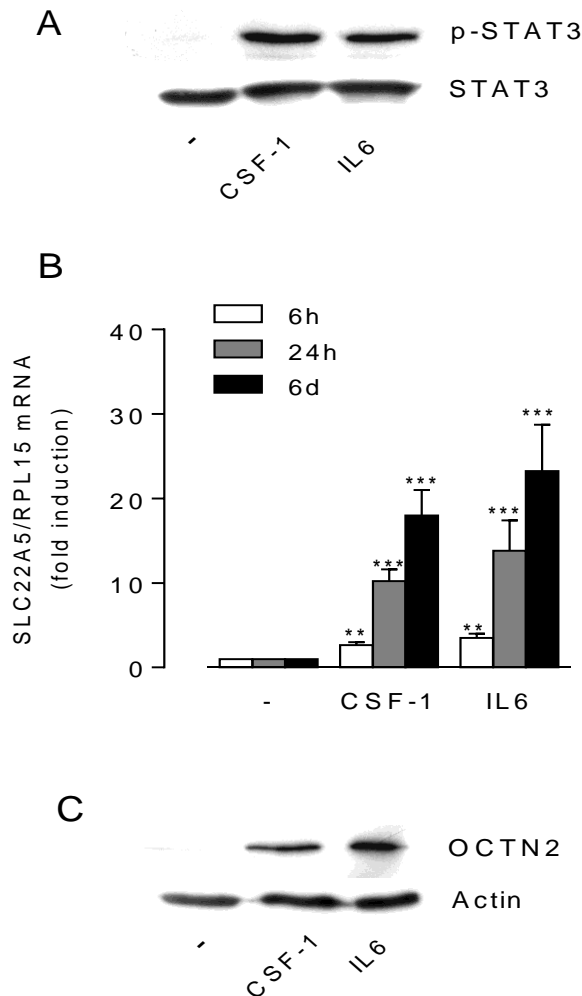 A
p-STAT3
STAT3
-
CSF-1
IL6
B
SLC22A5/RPL15 mRNA
(fold induction)
40
30
20
10
0
6h
24h
6d
**
***
***
**
***
***
-
CSF-1
IL6
C
OCTN2
Actin
-
CSF-1
IL6